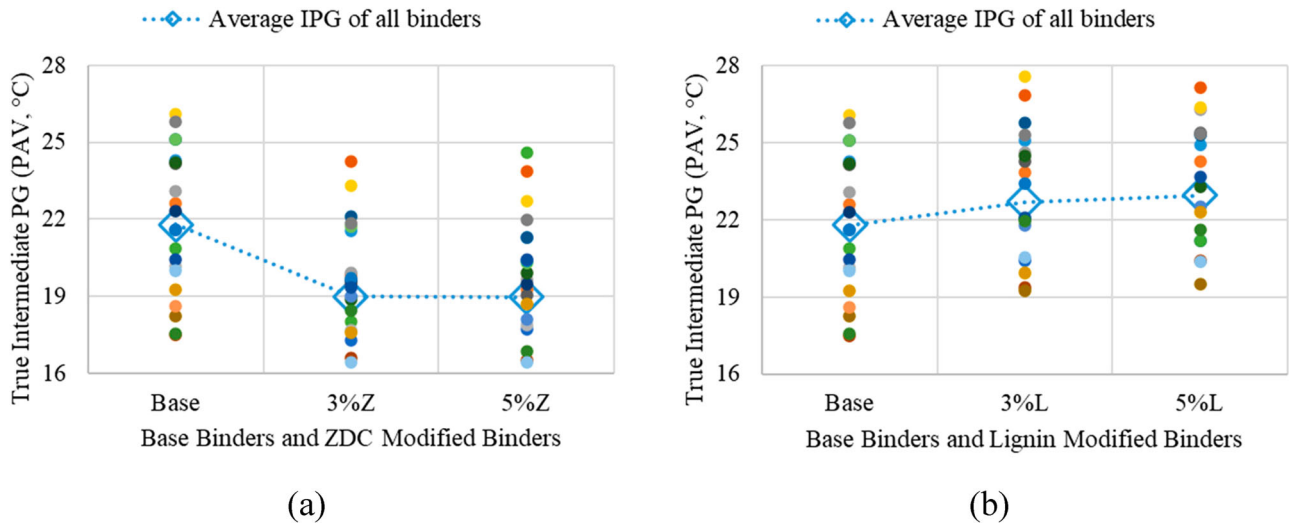 Average IPG of all binders
True Intermediate PG (PAV, °C)
28
25
22
19
16
Base 3%Z 5%Z
Base Binders and ZDC Modified Binders
(a)
Average IPG of all binders
True Intermediate PG (PAV, °C)
28
25
22
19
16
Base 3%L 5%L
Base Binders and Lignin Modified Binders
(b)